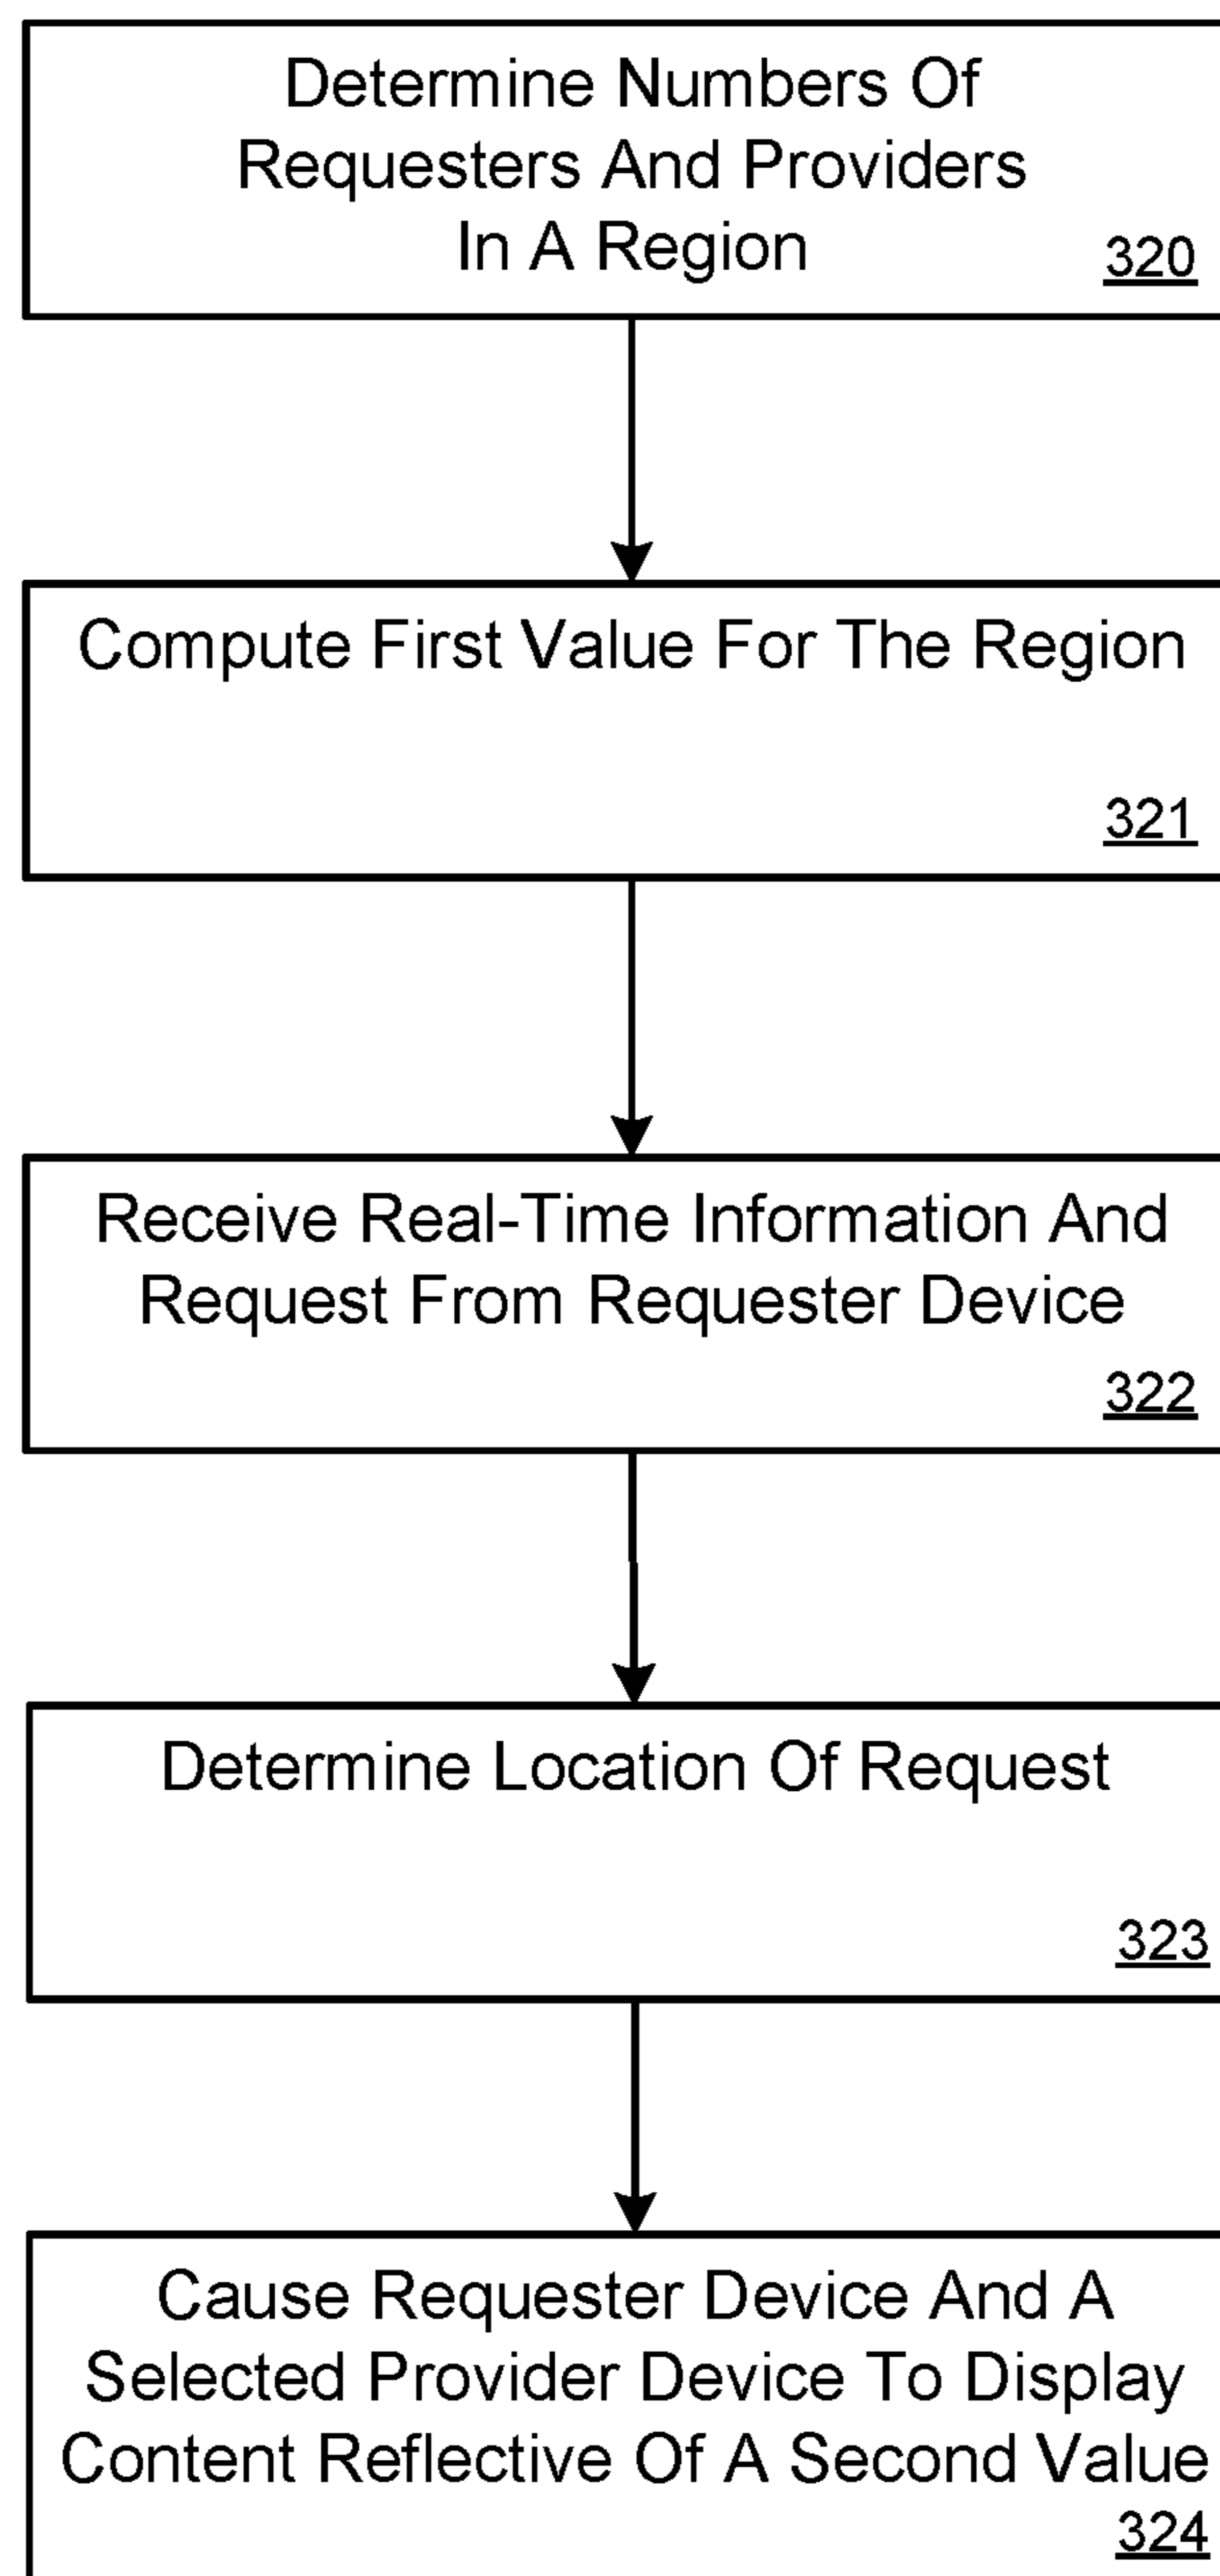 Determine Numbers Of
Requesters And Providers
In A Region
320
Compute First Value For The Region
321
Receive Real-Time Information And
Request From Requester Device
322
Determine Location Of Request
323
Cause Requester Device And A
Selected Provider Device To Display
Content Reflective Of A Second Value
324